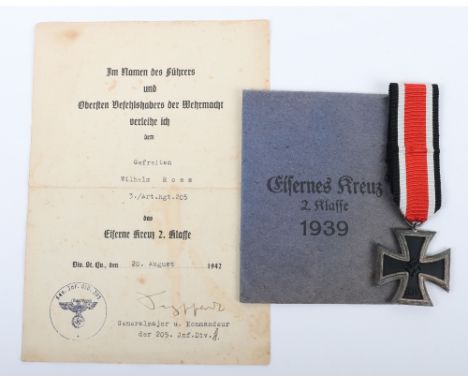 Im Namen des Führers
und
Obersten Befehlshabers der Wehrmacht
verleihe ich
dem
Gefreiten
Wilhelm
3./Art.Rgt.205
das
Eiserne Kreuz 2. Klasse
Div. St. Qu., den 20. August 1942
Generalmajor u. Kommandeur
der 205. Inf.Div.
Eisernes Kreuz
2. Klasse
1939